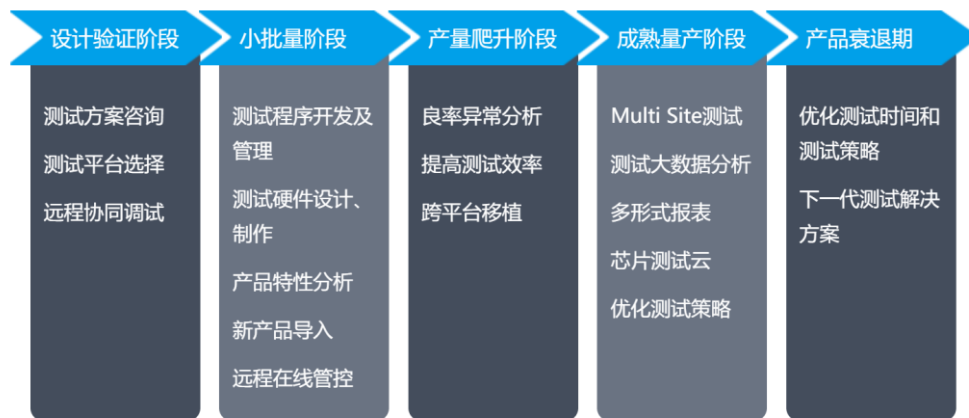 设计验证阶段
小批量阶段
产量爬升阶段
成熟量产阶段
产品衰退期
测试方案咨询
测试平台选择
远程协同调试
测试程序开发及
管理
测试硬件设计、
制作
产品特性分析
新产品导入
远程在线管控
良率异常分析
提高测试效率
跨平台移植
Multi Site测试
测试大数据分析
多形式报表
芯片测试云
优化测试策略
优化测试时间和
测试策略
下一代测试解决
方案